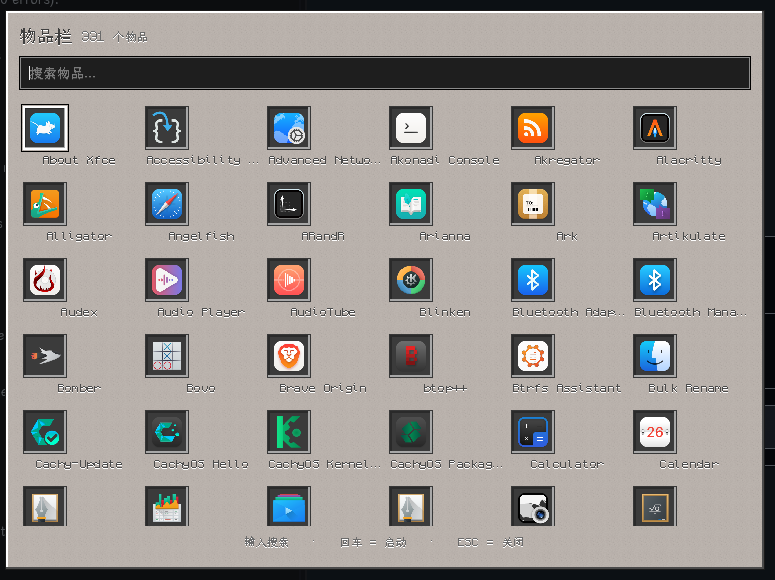 0 errors).
物品栏 331 个物品
搜索物品...
About Xfce Accessibility ... Advanced Netwo... Akonadi Console Akregator Alacritty
Alligator Angelfish ARandR Arianna Ark Artikulate
Audex Audio Player AudioTube Blinken Bluetooth Adap... Bluetooth Mana...
Bomber Bovo Brave Origin btop++ Btrfs Assistant Bulk Rename
Cachy-Update CachyOS Hello CachyOS Kernel... CachyOS Packag... Calculator Calendar
输入搜索 · 回车 = 启动 · ESC = 关闭